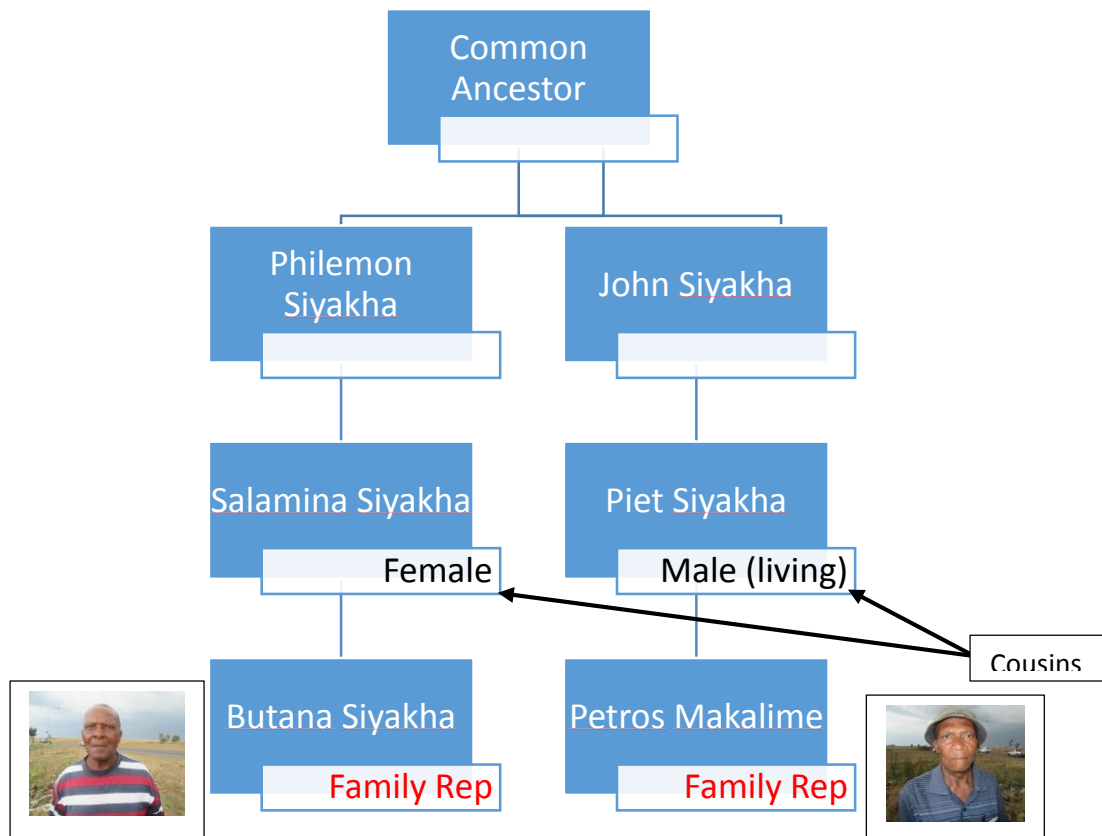 Common
Ancestor
Philemon
Siyakha
John Siyakha
Salamina Siyakha
Female
Piet Siyakha
Male (living)
Cousins
Butana Siyakha
Family Rep
Petros Makalime
Family Rep